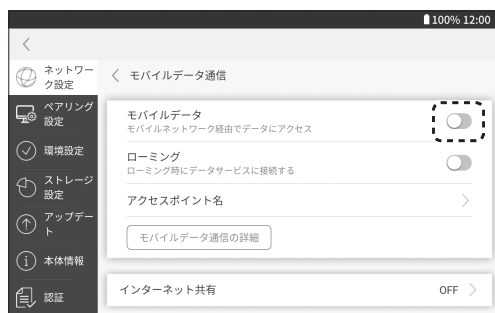 100% 12:00
ネットワー
ク設定
モバイルデータ通信
ペアリング
設定
環境設定
ストレージ
設定
アップデー
ト
本体情報
認証
モバイルデータ
モバイルネットワーク経由でデータにアクセス
ローミング
ローミング時にデータサービスに接続する
アクセスポイント名
モバイルデータ通信の詳細
インターネット共有
OFF